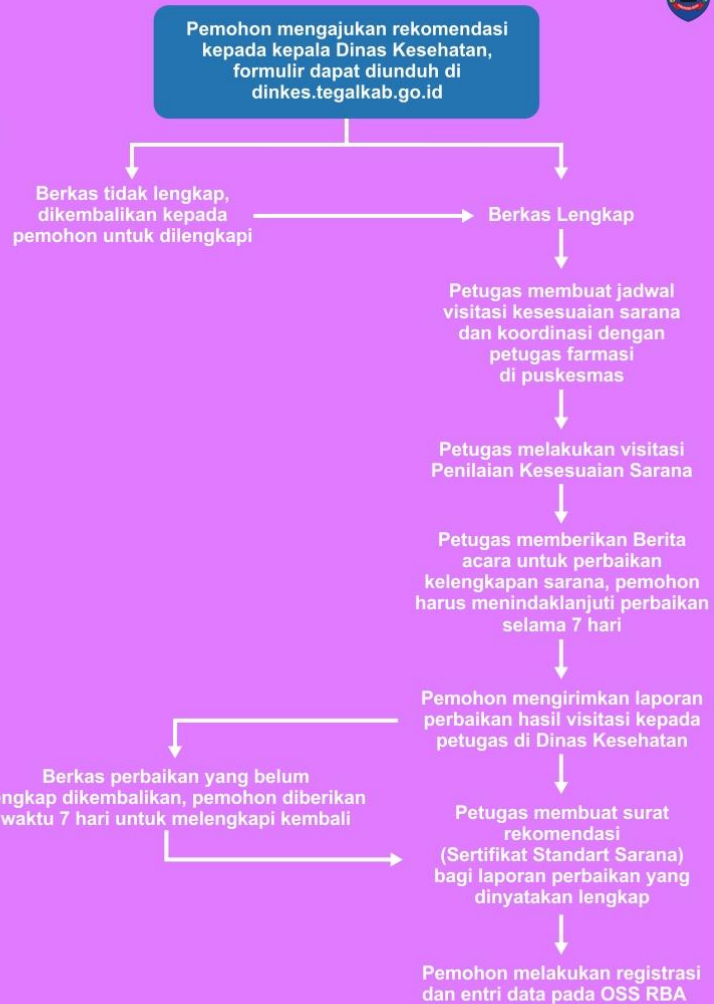 Pemohon mengajukan rekomendasi
kepada kepala Dinas Kesehatan,
formulir dapat diunduh di
dinkes.tegalkab.go.id
Berkas tidak lengkap,
dikembalikan kepada
pemohon untuk dilengkapi
Berkas Lengkap
Petugas membuat jadwal
visitasi kesesuaian sarana
dan koordinasi dengan
petugas farmasi
di puskesmas
Petugas melakukan visitasi
Penilaian Kesesuaian Sarana
Petugas memberikan Berita
acara untuk perbaikan
kelengkapan sarana, pemohon
harus menindaklanjuti perbaikan
selama 7 hari
Pemohon mengirimkan laporan
perbaikan hasil visitasi kepada
petugas di Dinas Kesehatan
Berkas perbaikan yang belum
engkap dikembalikan, pemohon diberikan
waktu 7 hari untuk melengkapi kembali
Petugas membuat surat
rekomendasi
(Sertifikat Standart Sarana)
bagi laporan perbaikan yang
dinyatakan lengkap
Pemohon melakukan registrasi
dan entri data pada OSS RBA